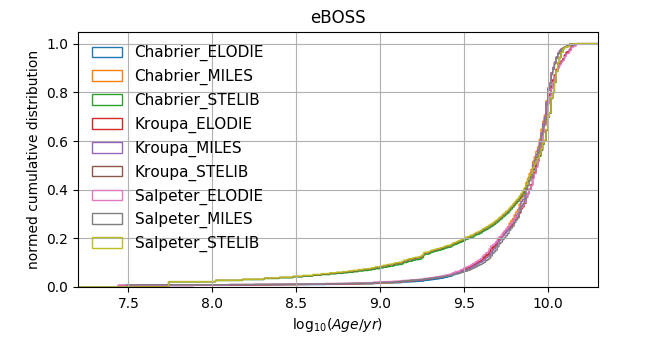 eBOSS
normed cumulative distribution
1.0
0.8
0.6
0.4
0.2
0.0
Chabrier_ELODIE
Chabrier_MILES
Chabrier_STELIB
Kroupa_ELODIE
Kroupa_MILES
Kroupa_STELIB
Salpeter_ELODIE
Salpeter_MILES
Salpeter_STELIB
7.5 8.0 8.5 9.0 9.5 10.0
log₁₀(Age/yr)